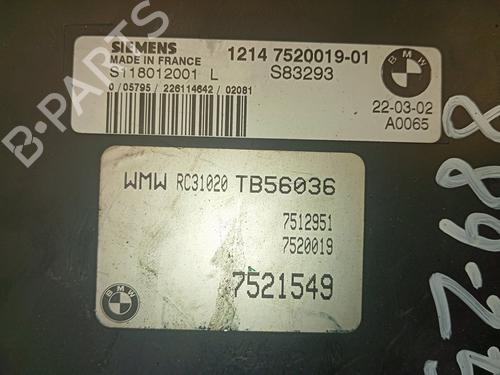 B-PARTS
SIEMENS
MADE IN FRANCE
S118012001 L
1214 7520019-01
S83293
0 / 05795 / 226114642 / 02081
BMW
22-03-02
A0065
WMW RC31020 TB56036
7512951
7520019
7521549
BMW